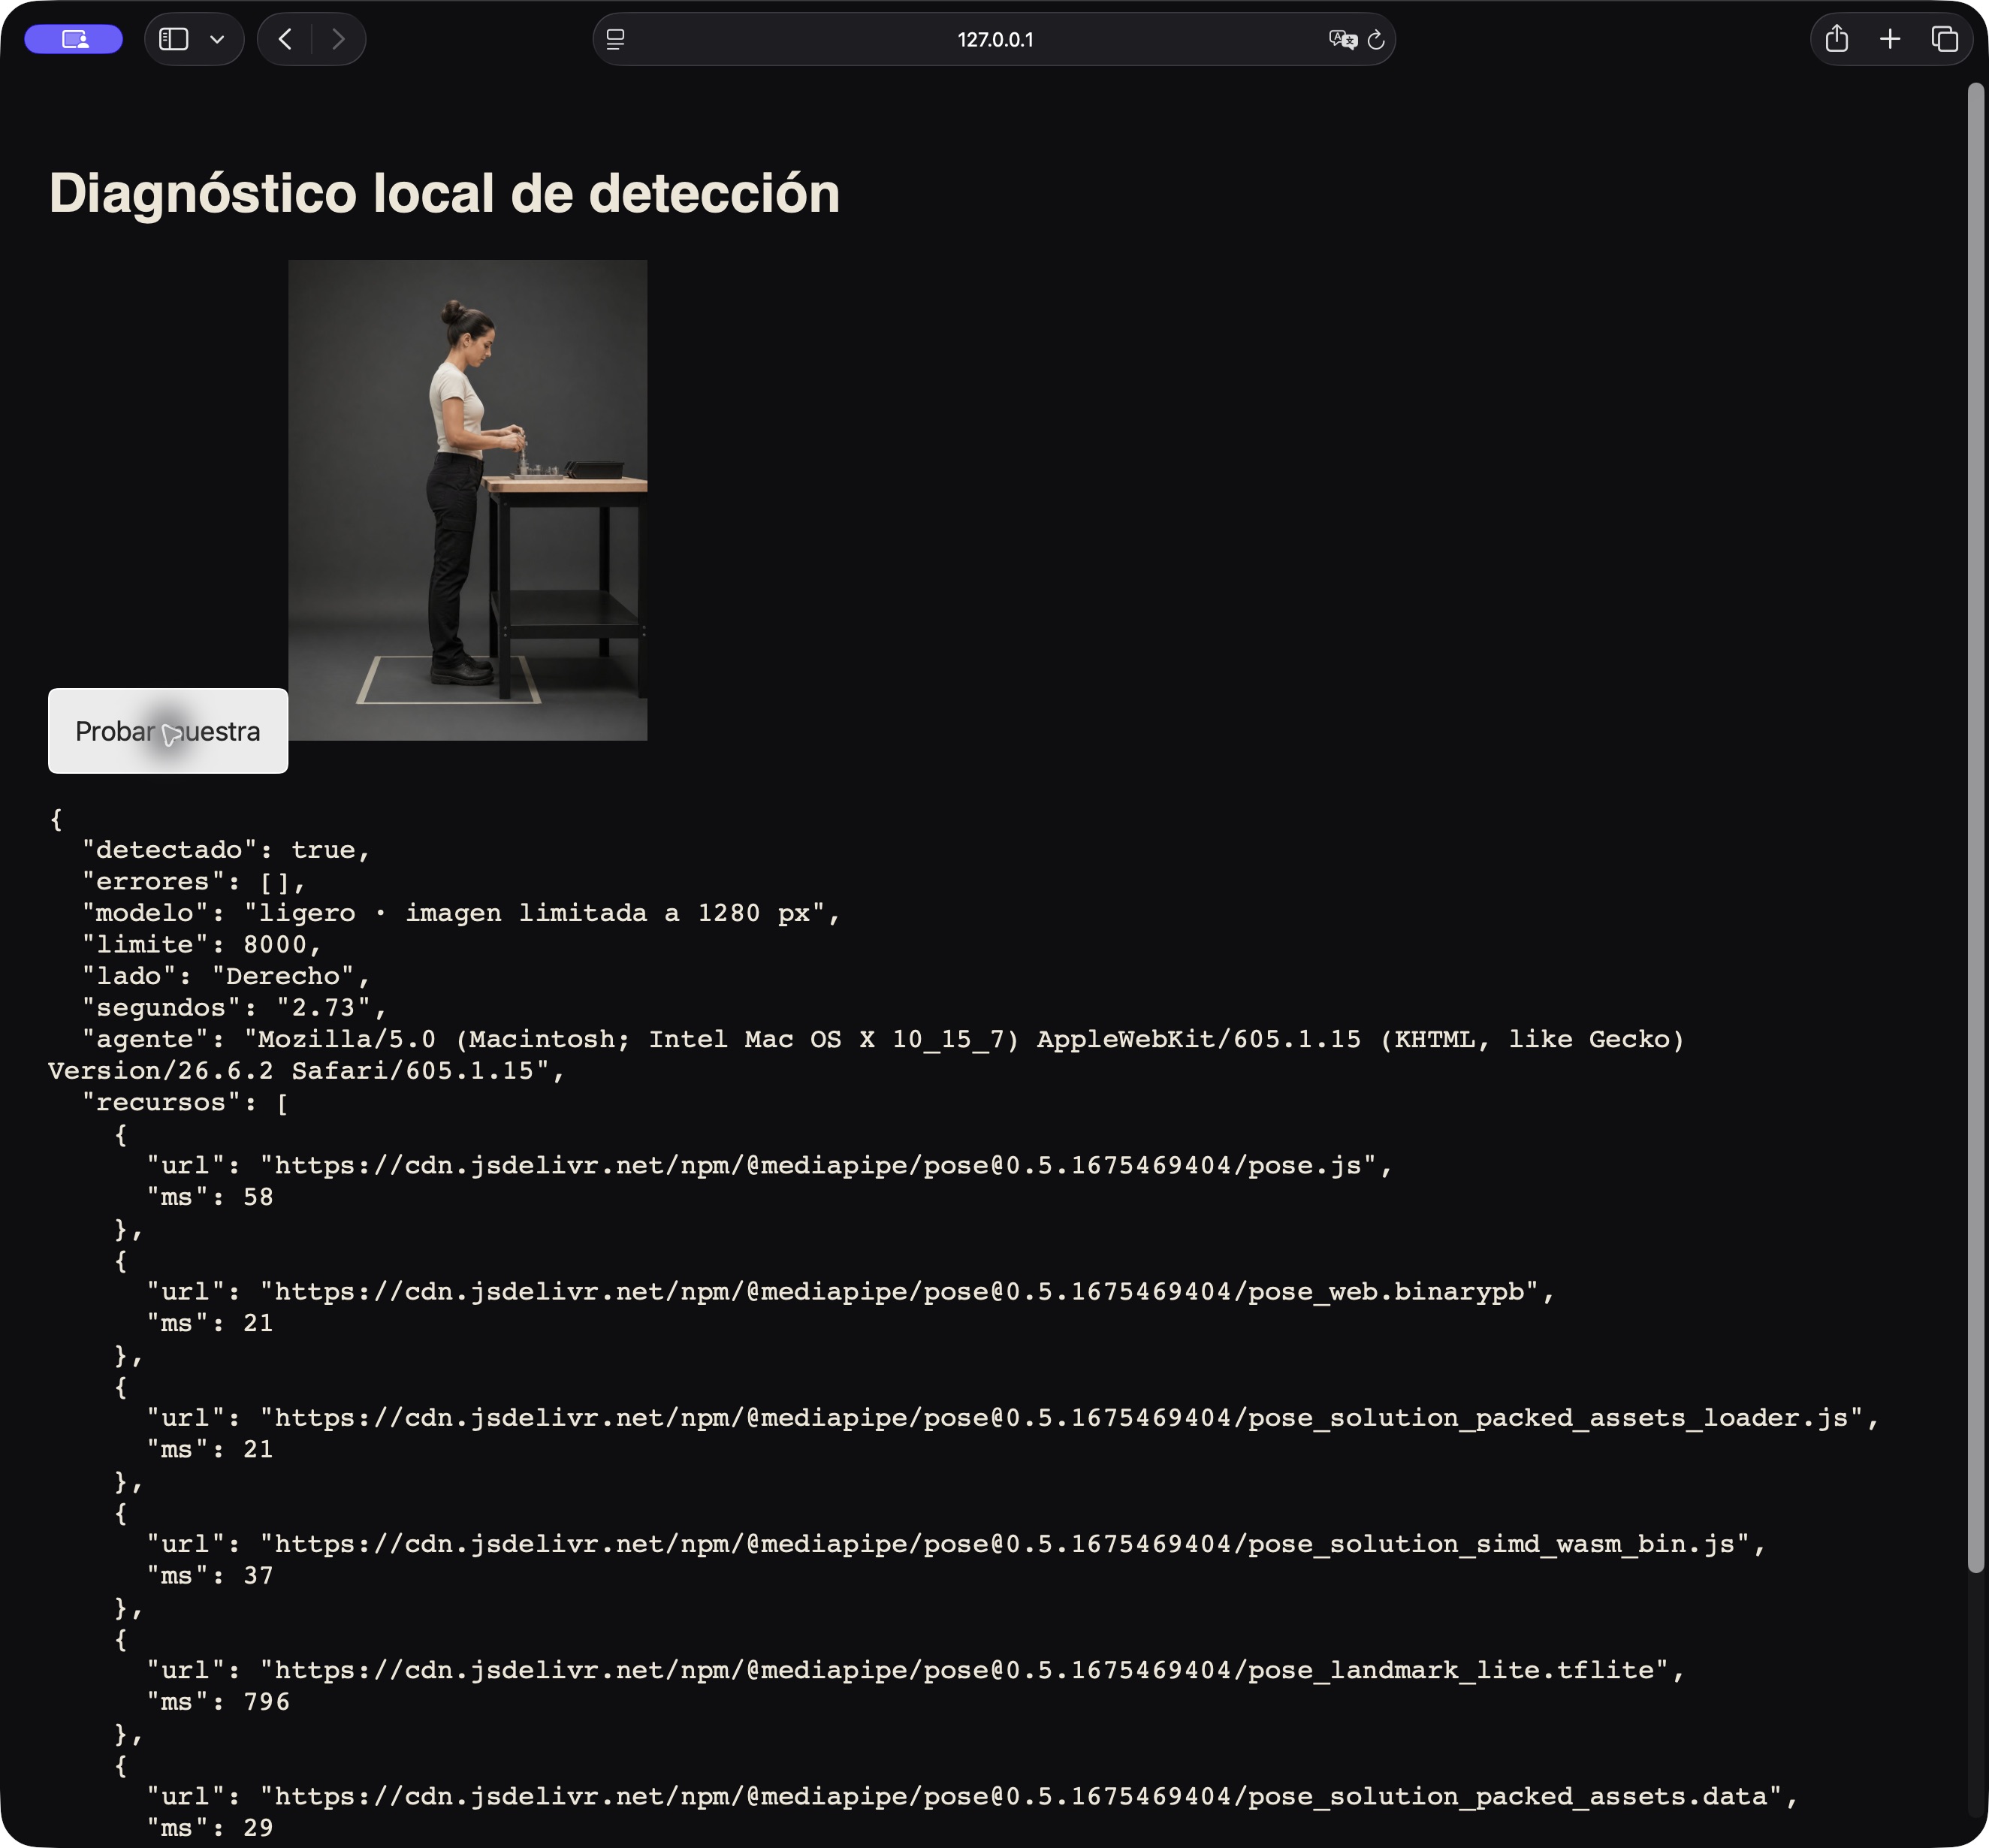 127.0.0.1
Diagnóstico local de detección
Probar muestra
{
"detectado": true,
"errores": [],
"modelo": "ligero · imagen limitada a 1280 px",
"limite": 8000,
"lado": "Derecho",
"segundos": "2.73",
"agente": "Mozilla/5.0 (Macintosh; Intel Mac OS X 10_15_7) AppleWebKit/605.1.15 (KHTML, like Gecko)
Version/26.6.2 Safari/605.1.15",
"recursos": [
{
"url": "https://cdn.jsdelivr.net/npm/@mediapipe/pose@0.5.1675469404/pose.js",
"ms": 58
},
{
"url": "https://cdn.jsdelivr.net/npm/@mediapipe/pose@0.5.1675469404/pose_web.binarypb",
"ms": 21
},
{
"url": "https://cdn.jsdelivr.net/npm/@mediapipe/pose@0.5.1675469404/pose_solution_packed_assets_loader.js",
"ms": 21
},
{
"url": "https://cdn.jsdelivr.net/npm/@mediapipe/pose@0.5.1675469404/pose_solution_simd_wasm_bin.js",
"ms": 37
},
{
"url": "https://cdn.jsdelivr.net/npm/@mediapipe/pose@0.5.1675469404/pose_landmark_lite.tflite",
"ms": 796
},
{
"url": "https://cdn.jsdelivr.net/npm/@mediapipe/pose@0.5.1675469404/pose_solution_packed_assets.data",
"ms": 29